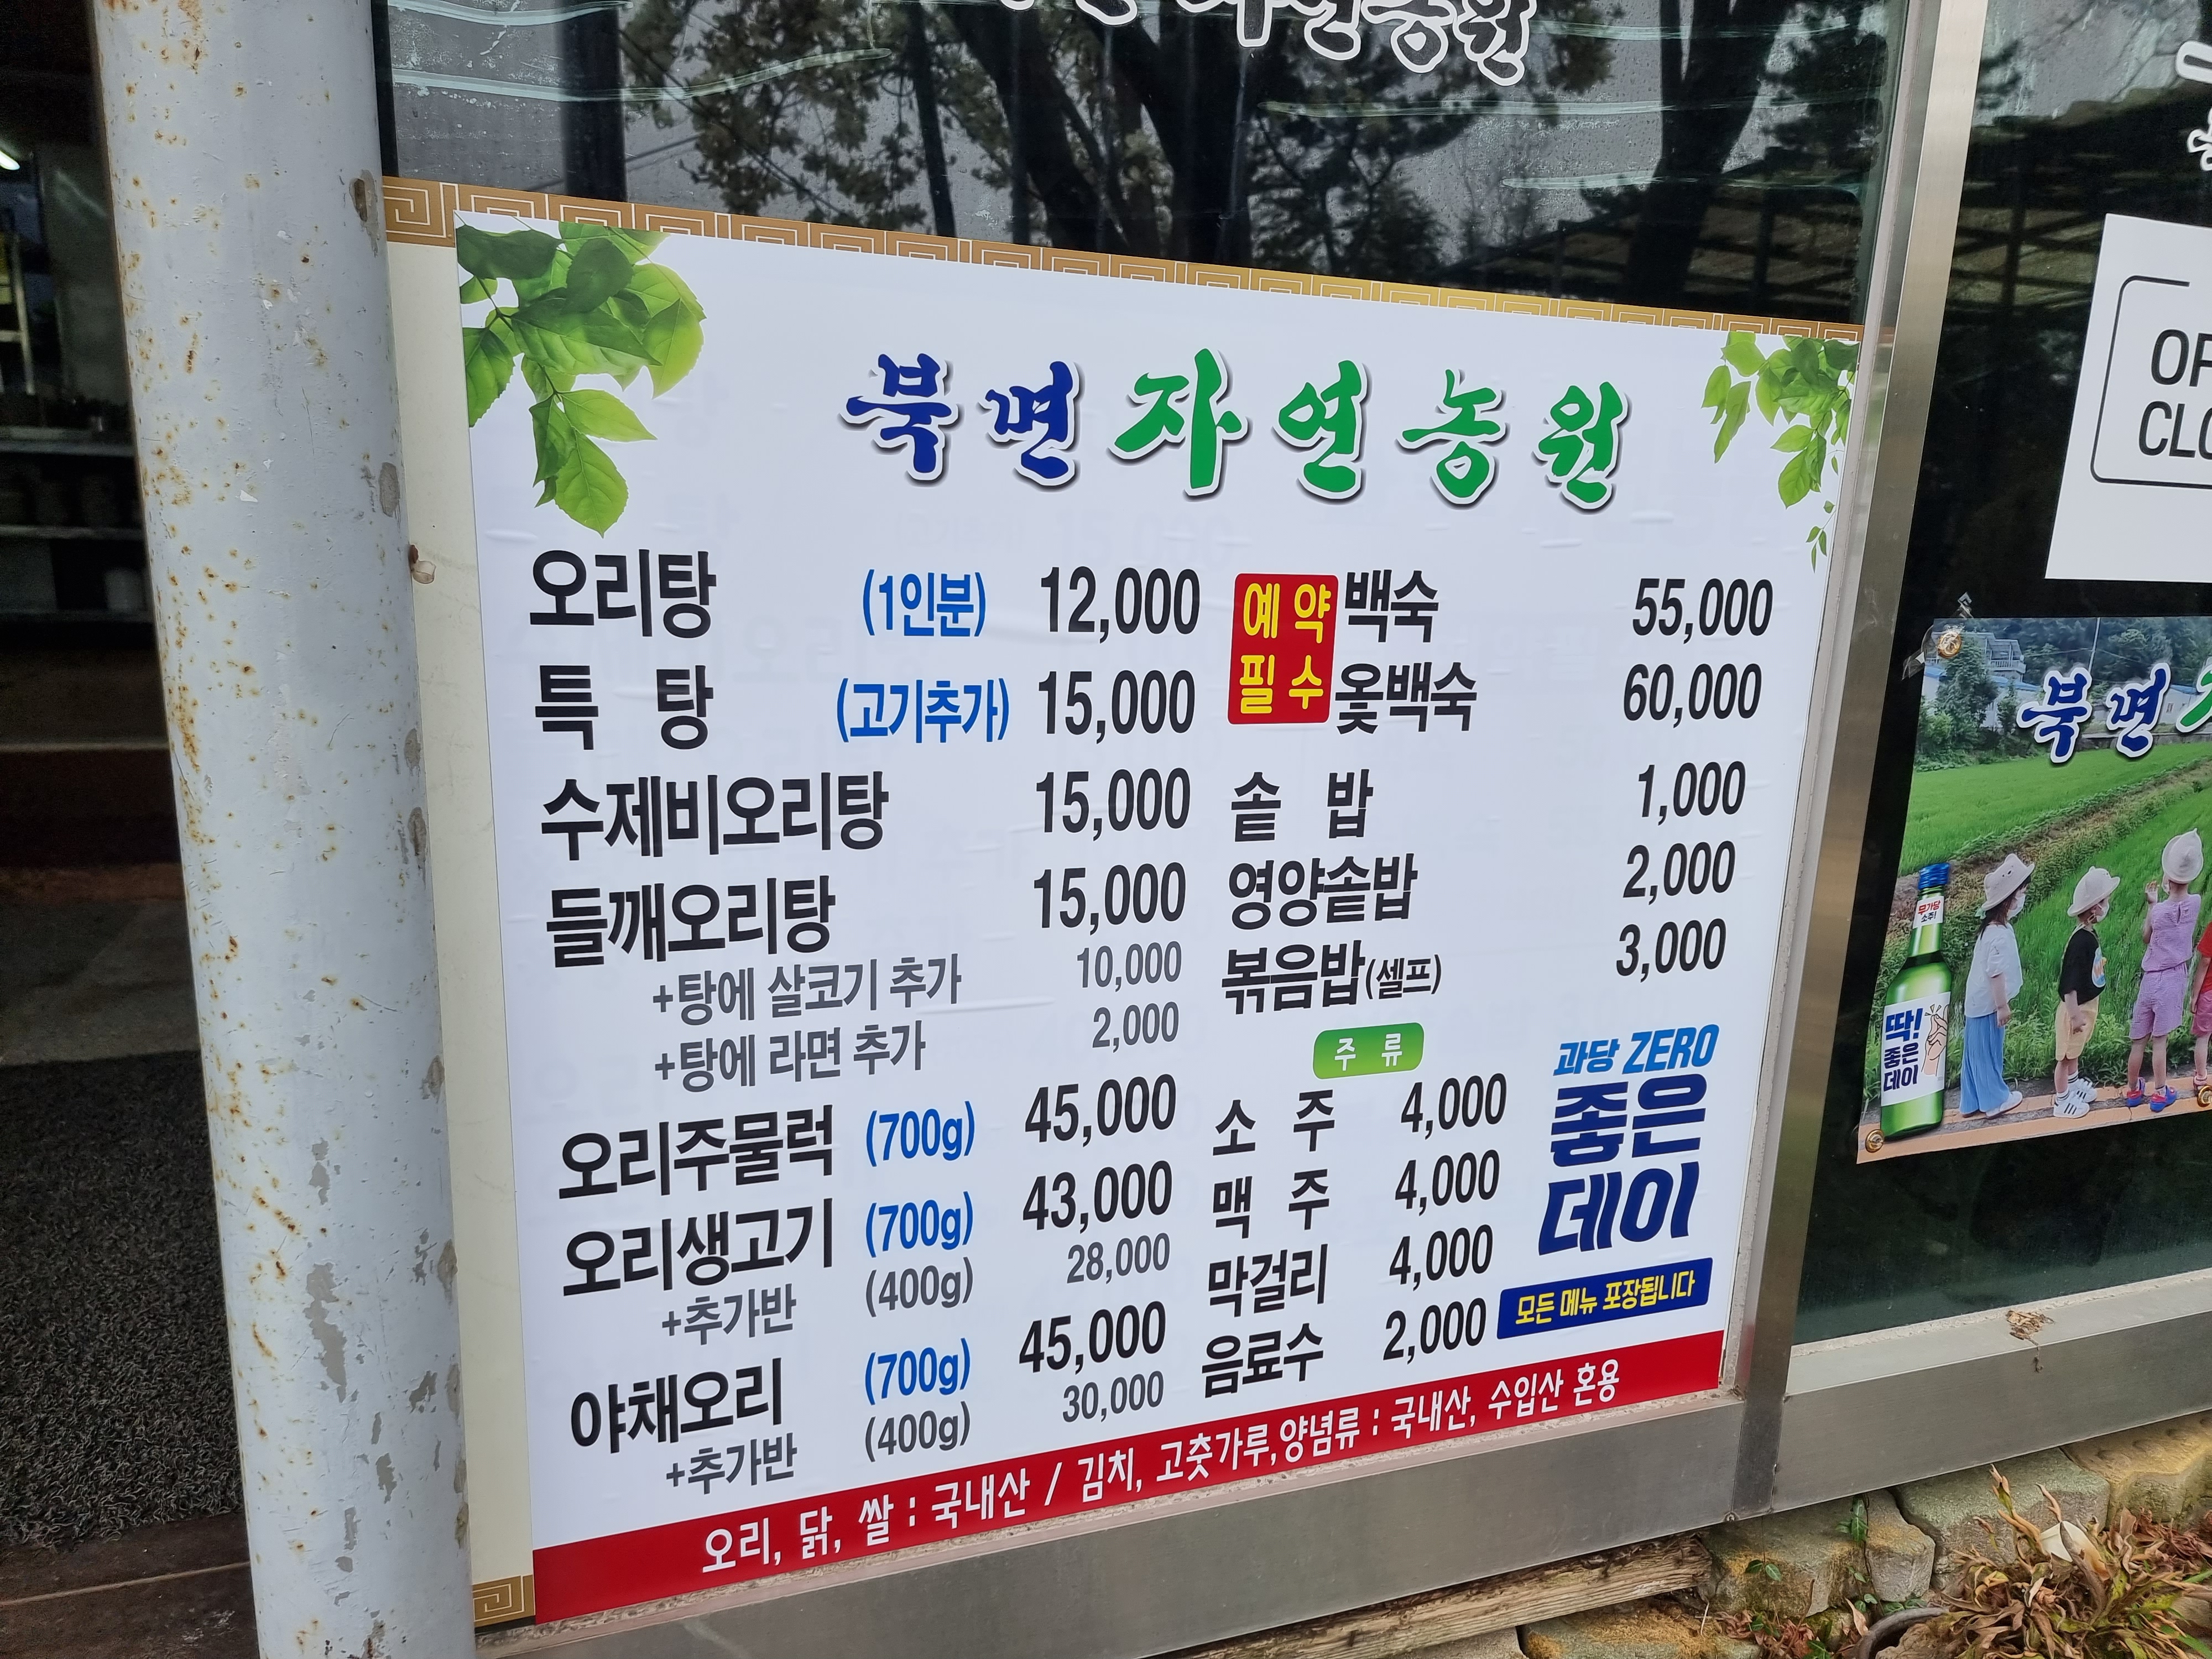 자연농원
북면 자연농원
오리탕 (1인분) 12,000
특 탕 (고기추가) 15,000
수제비오리탕 15,000
들깨오리탕 15,000
+탕에 살코기 추가 10,000
+탕에 라면 추가 2,000
오리주물럭 (700g) 45,000
오리생고기 (700g) 43,000
+추가반 (400g) 28,000
야채오리 (700g) 45,000
+추가반 (400g) 30,000
예약
필수
백숙 55,000
옻백숙 60,000
솥 밥 1,000
영양솥밥 2,000
볶음밥(셀프) 3,000
주 류
소 주 4,000
맥 주 4,000
막걸리 4,000
음료수 2,000
과당 ZERO
좋은
데이
모든 메뉴 포장됩니다
오리, 닭, 쌀 : 국내산 / 김치, 고춧가루,양념류 : 국내산, 수입산 혼용
북면
무가당
소주!
딱!
좋은
데이